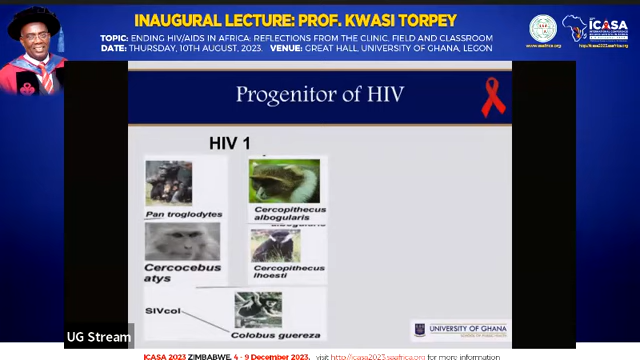 INAUGURAL LECTURE: PROF. KWASI TORPEY
TOPIC: ENDING HIV/AIDS IN AFRICA: REFLECTIONS FROM THE CLINIC, FIELD AND CLASSROOM
DATE: THURSDAY, 10TH AUGUST, 2023. VENUE: GREAT HALL, UNIVERSITY OF GHANA, LEGON
ICASA
Progenitor of HIV
HIV 1
Pan troglodytes
Cercopithecus
albogularis
Cercocebus
atys
Cercopithecus
lhoesti
SIVcol
Colobus guereza
UNIVERSITY OF GHANA
UG Stream
ICASA 2023 ZIMBABWE, 4 - 9 December 2023. visit http://icasa2023.saafrica.org for more information